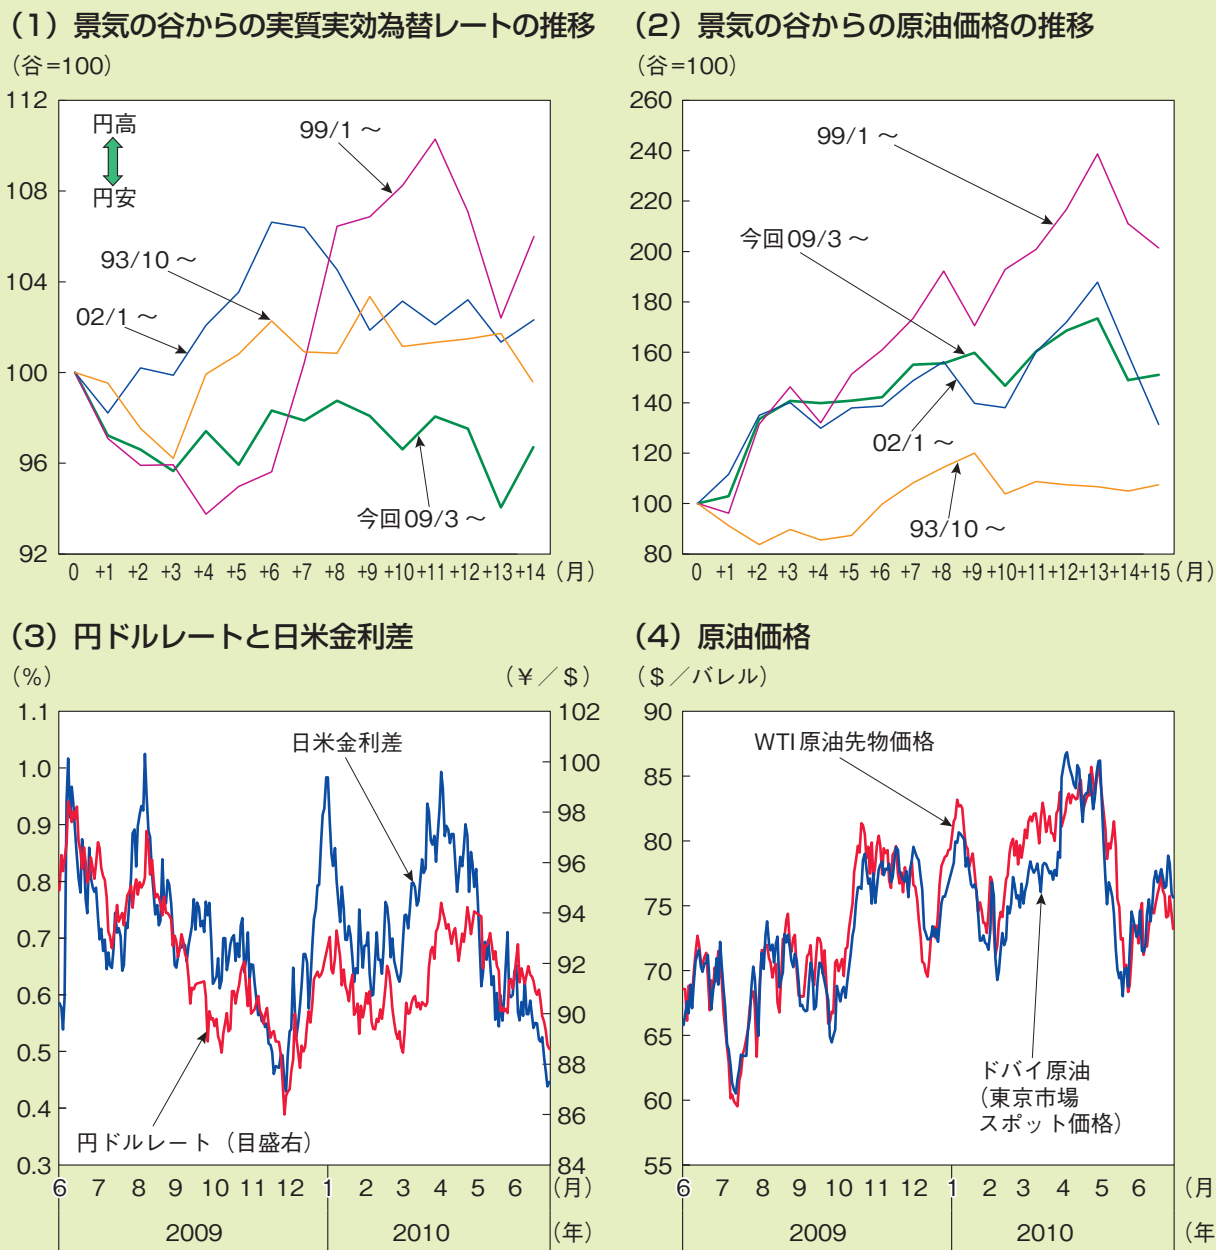 （1）景気の谷からの実質実効為替レートの推移
（谷=100）
112
108
104
100
96
92
円高
円安
99/1 ～
93/10 ～
02/1 ～
今回09/3 ～
0 +1 +2 +3 +4 +5 +6 +7 +8 +9 +10 +11 +12 +13 +14（月）
（2）景気の谷からの原油価格の推移
（谷=100）
260
240
220
200
180
160
140
120
100
80
99/1 ～
今回09/3 ～
02/1 ～
93/10 ～
0 +1 +2 +3 +4 +5 +6 +7 +8 +9 +10 +11 +12 +13 +14 +15（月）
（3）円ドルレートと日米金利差
（%）
（￥／＄）
1.1
1.0
0.9
0.8
0.7
0.6
0.5
0.4
0.3
102
100
98
96
94
92
90
88
86
84
日米金利差
円ドルレート（目盛右）
6 7 8 9 10 11 12 1 2 3 4 5 6 （月）
2009 2010 （年）
（4）原油価格
（＄／バレル）
90
85
80
75
70
65
60
55
WTI原油先物価格
ドバイ原油
（東京市場
スポット価格）
6 7 8 9 10 11 12 1 2 3 4 5 6 （月
2009 2010 （年